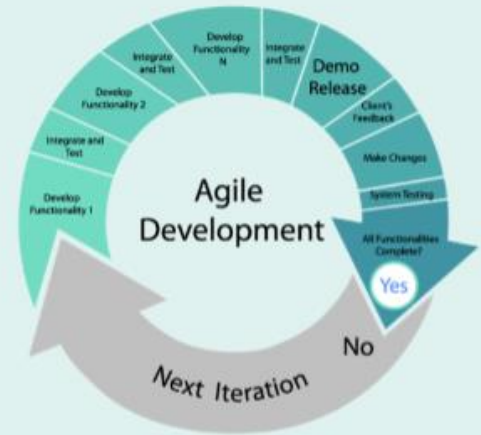 Agile
Development
Develop
Functionality 1
Integrate and
Test
Develop
Functionality 2
Integrate
and Test
Develop
Functionality
N
Integrate
and Test
Demo
Release
Client's
Feedback
Make Changes
System Testing
All Functionalities
Complete?
Yes
No
Next Iteration